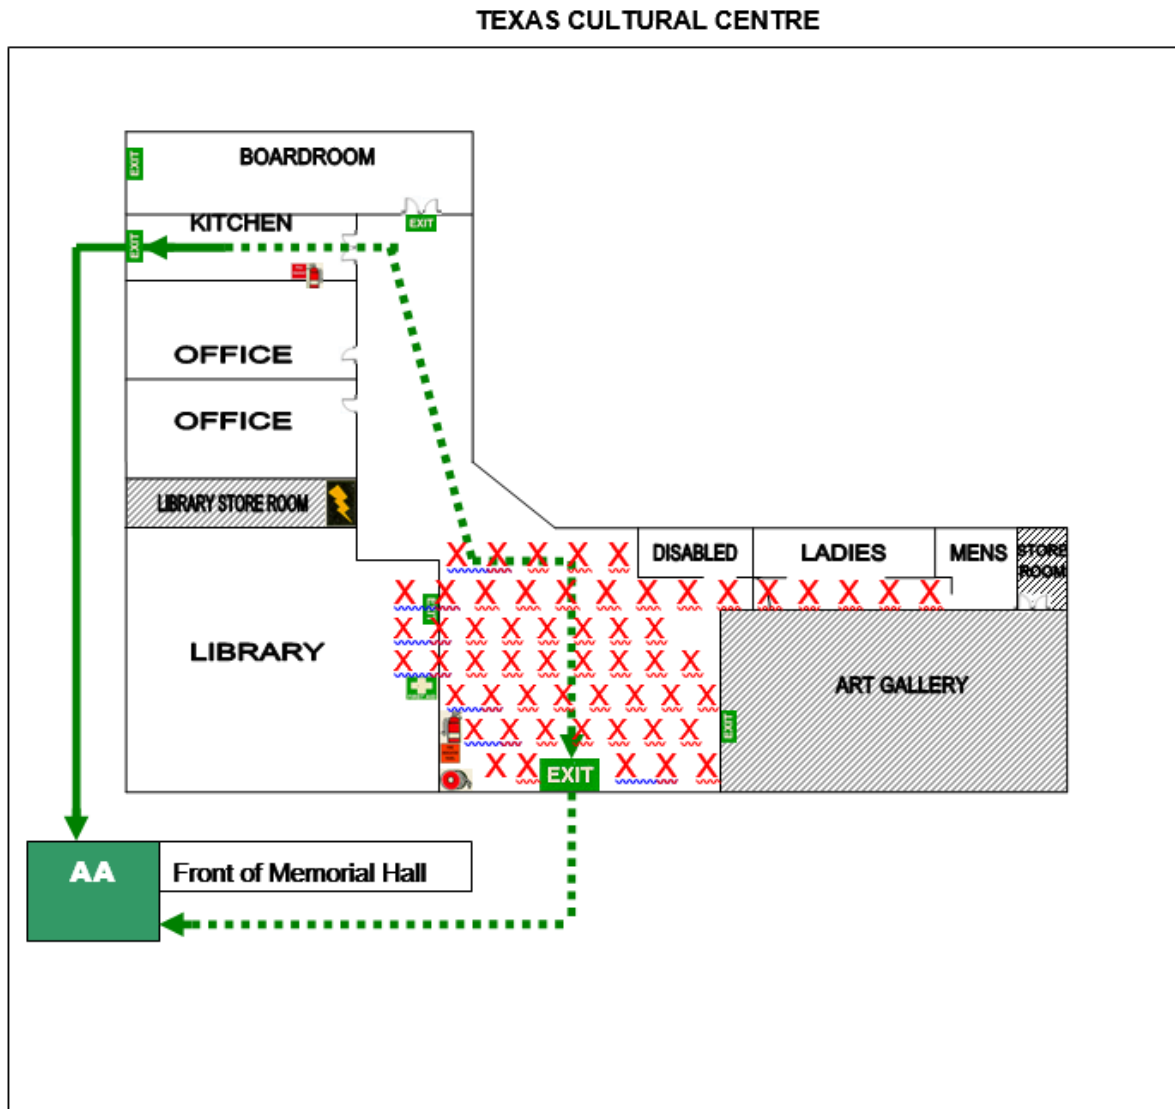 TEXAS CULTURAL CENTRE
BOARDROOM
EXIT
KITCHEN
EXIT
EXIT
OFFICE
OFFICE
LIBRARY STORE ROOM
X X X X X
DISABLED
LADIES
MENS
STORE
ROOM
X X X X X X X X X X X X X X
EXIT
X X X X X X X X
LIBRARY
X X X X X X X X X
ART GALLERY
X X X X X X X X
EXIT
X X X X X X X
X X EXIT X X X
AA
Front of Memorial Hall